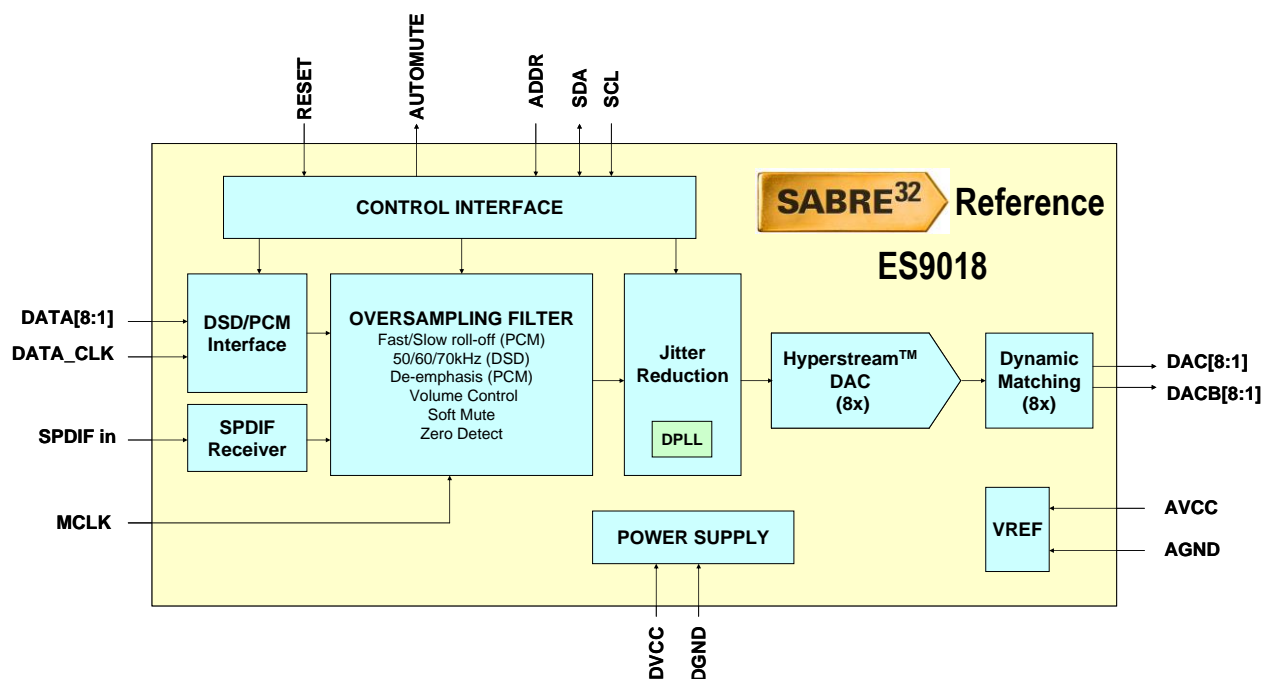 RESET
AUTOMUTE
ADDR
SDA
SCL
CONTROL INTERFACE
SABRE32 Reference
ES9018
DATA[8:1]
DATA_CLK
DSD/PCM
Interface
OVERSAMPLING FILTER
Fast/Slow roll-off (PCM)
50/60/70kHz (DSD)
De-emphasis (PCM)
Volume Control
Soft Mute
Zero Detect
Jitter
Reduction
DPLL
Hyperstream™
DAC
(8x)
Dynamic
Matching
(8x)
DAC[8:1]
DACB[8:1]
SPDIF in
SPDIF
Receiver
MCLK
POWER SUPPLY
VREF
AVCC
AGND
DVCC
DGND